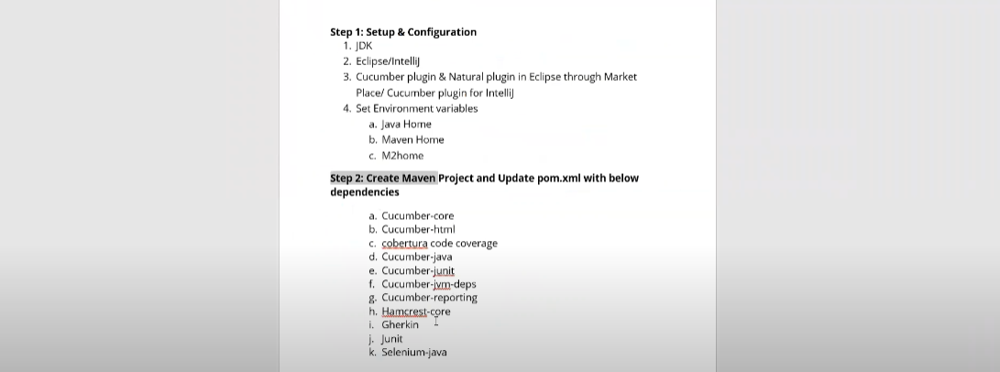 Step 1: Setup & Configuration
1. JDK
2. Eclipse/IntelliJ
3. Cucumber plugin & Natural plugin in Eclipse through Market
Place/ Cucumber plugin for IntelliJ
4. Set Environment variables
a. Java Home
b. Maven Home
c. M2home
Step 2: Create Maven Project and Update pom.xml with below
dependencies
a. Cucumber-core
b. Cucumber-html
c. cobertura code coverage
d. Cucumber-java
e. Cucumber-junit
f. Cucumber-jvm-deps
g. Cucumber-reporting
h. Hamcrest-core
i. Gherkin
j. Junit
k. Selenium-java